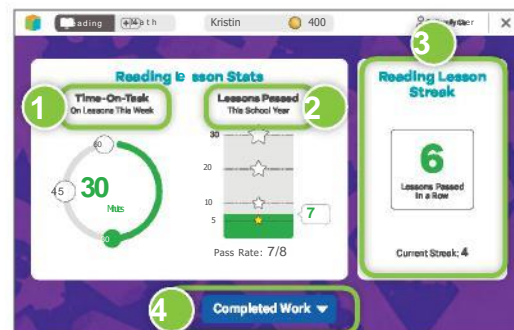 Reading Math Kristin 400
3
Reading Lesson Stats
Reading Lesson
Streak
1
Time-On-Task
On Lessons This Week
Lessons Passed
This School Year
2
60
45
30
30
30
20
10
5
7
Pass Rate: 7/8
6
Lessons Passed
In a Row
Current Streak: 4
4
Completed Work